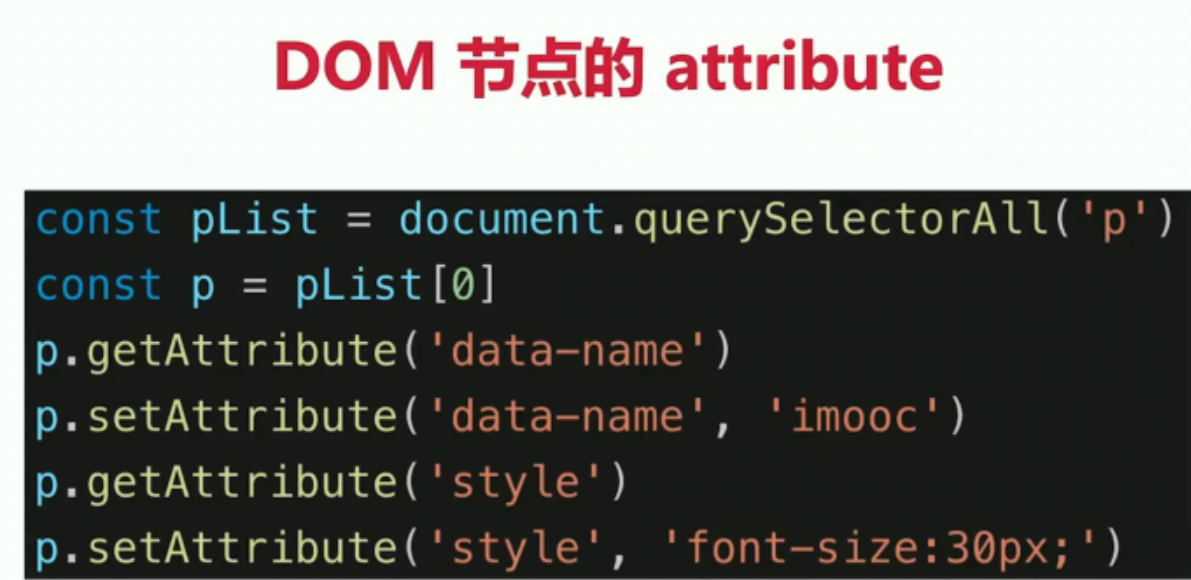 DOM 节点的 attribute
const pList = document.querySelectorAll('p')
const p = pList[0]
p.getAttribute('data-name')
p.setAttribute('data-name', 'imooc')
p.getAttribute('style')
p.setAttribute('style', 'font-size:30px;')